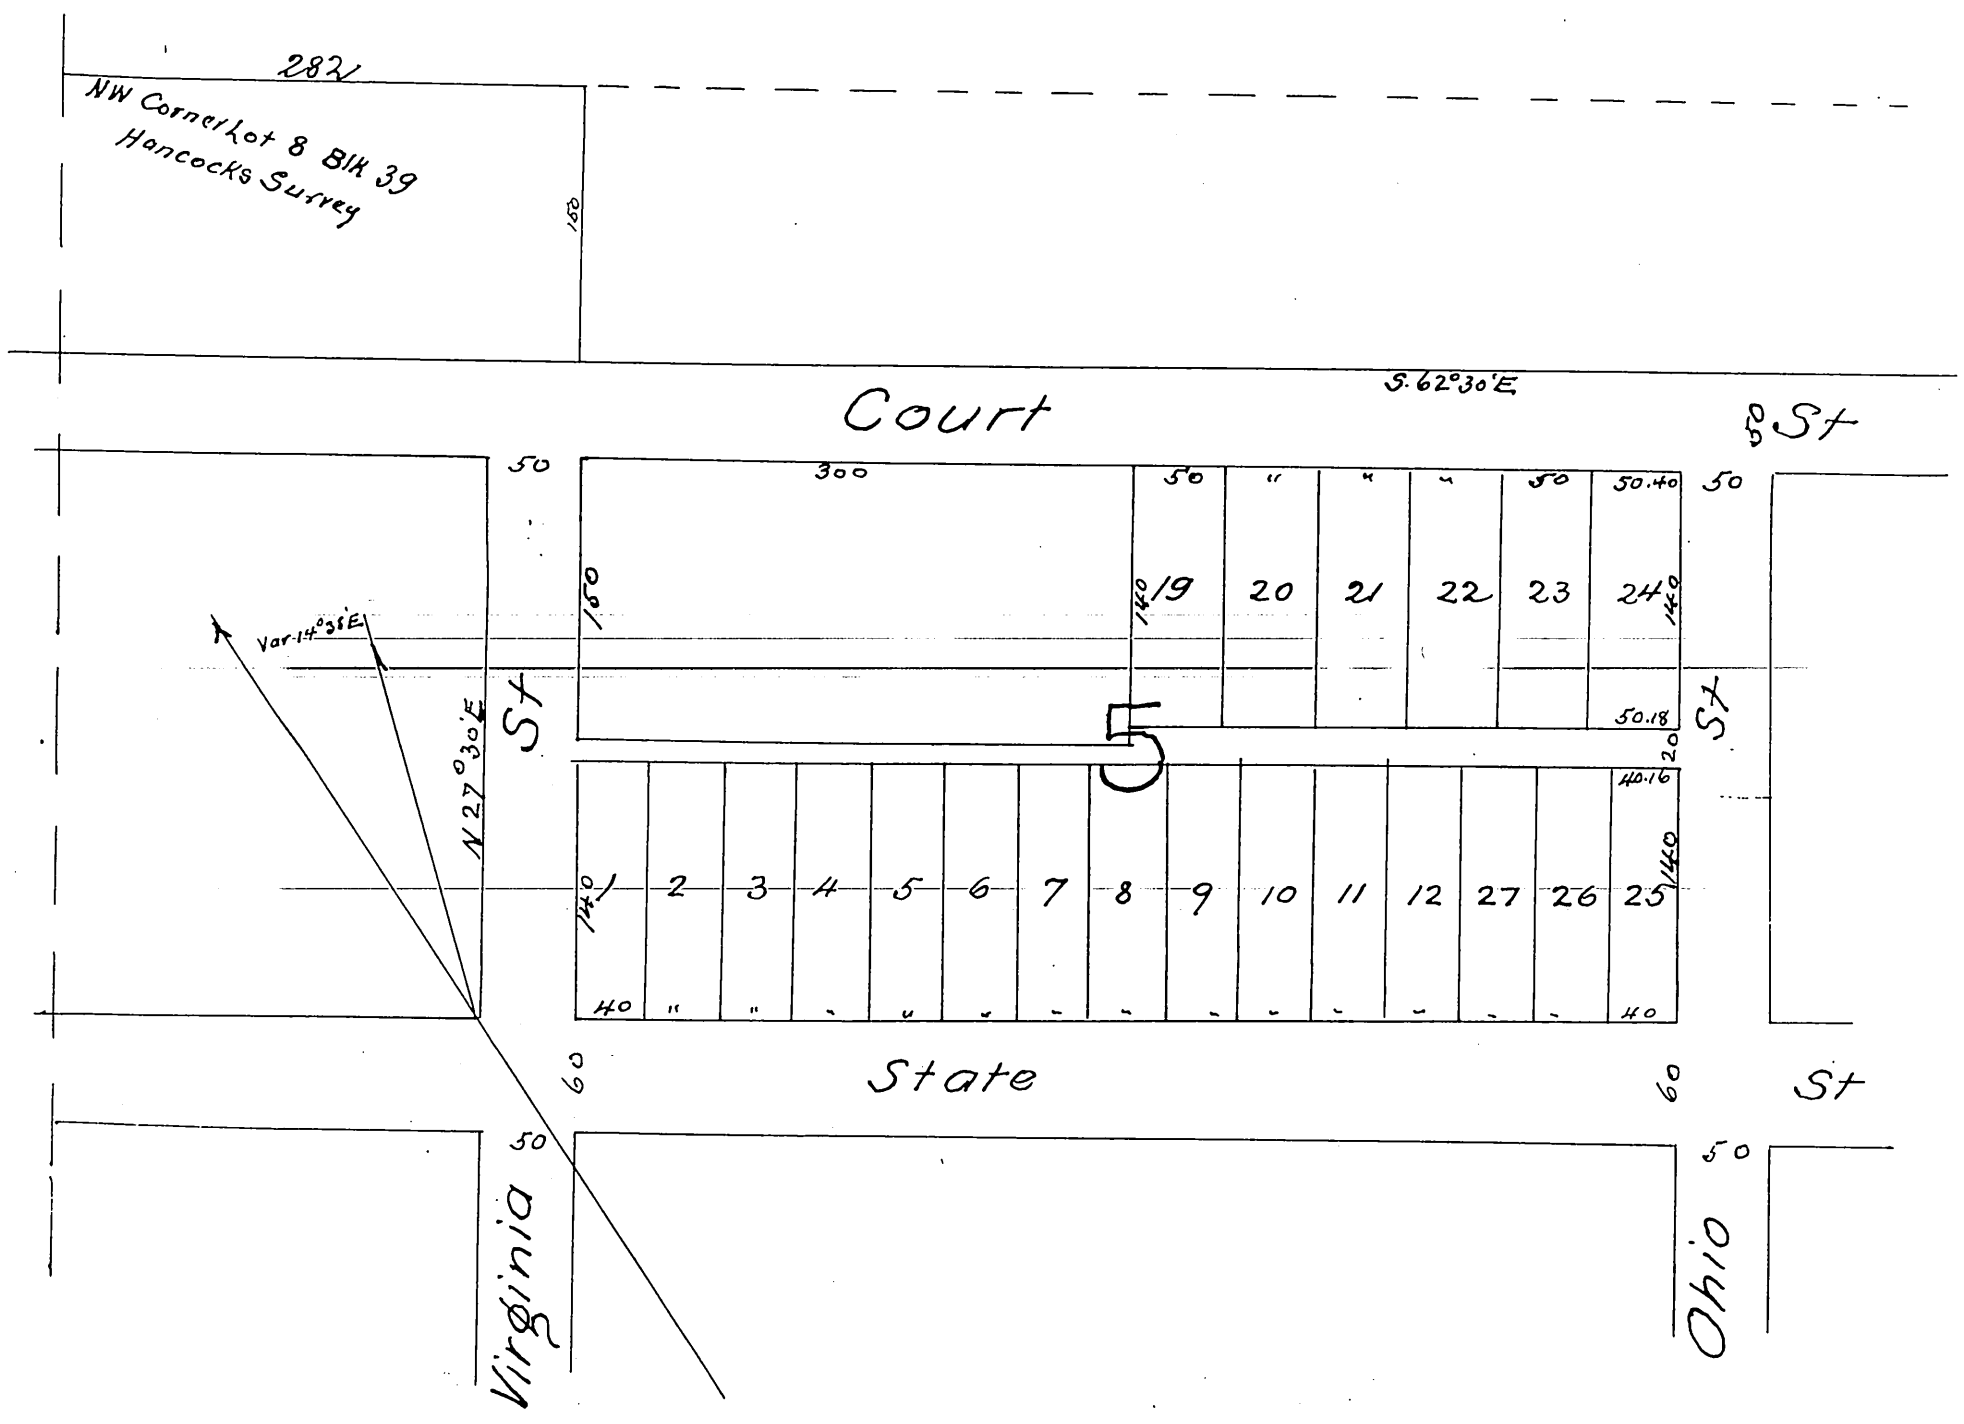 282
NW Corner Lot 8 Blk 39
Hancocks Survey
150
S. 62°30'E
Court St
50
50
300
50 " " " 50 50.40
50
150
140
19 20 21 22 23 24
140
Var. 14°38'E
N 27°30'E
St
St
50.18
20
5
40.16
140
1 2 3 4 5 6 7 8 9 10 11 12 27 26 25
140
40 " " " " " " " " " " " " " 40
60
State St
60
50
50
Virginia
Ohio